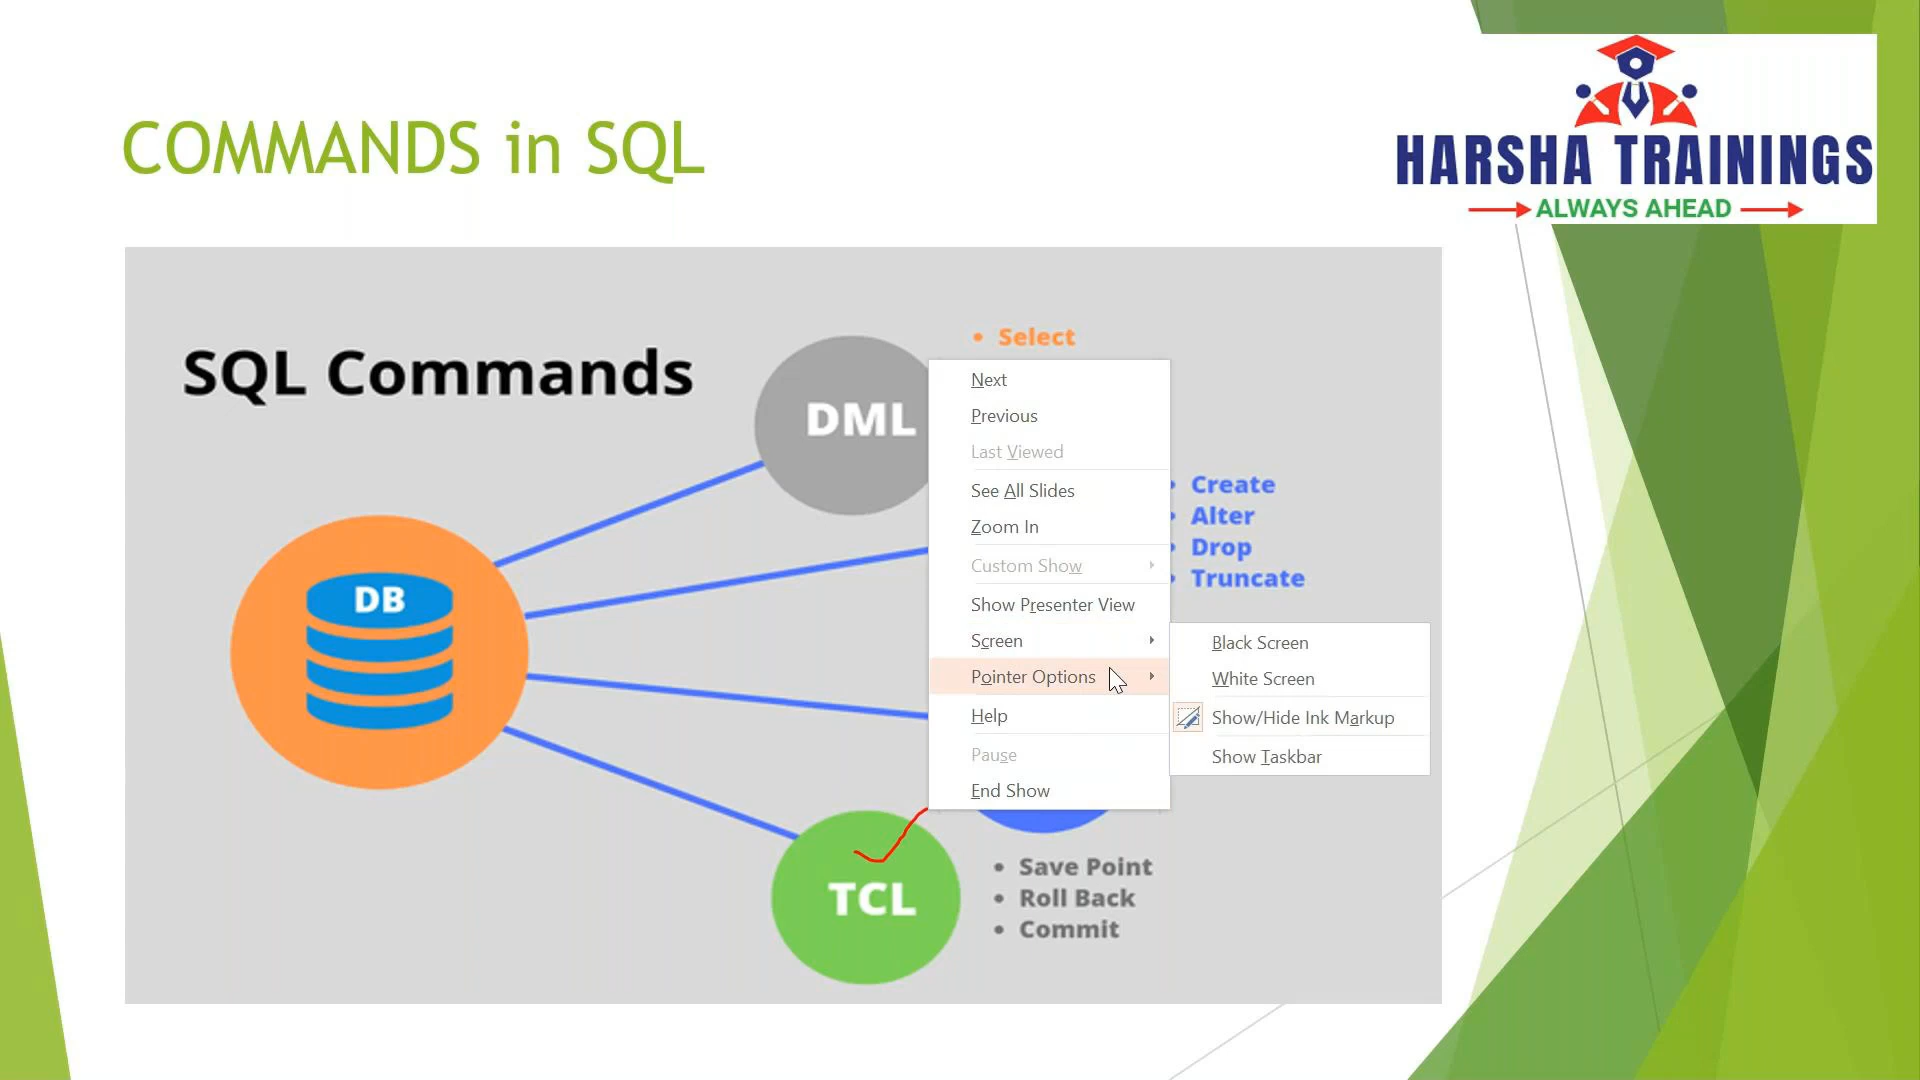 COMMANDS in SQL
HARSHA TRAININGS
ALWAYS AHEAD
SQL Commands
DB
DML
• Select
Next
Previous
Last Viewed
See All Slides
Zoom In
Custom Show
Show Presenter View
Screen
Pointer Options
Help
Pause
End Show
• Create
• Alter
• Drop
• Truncate
Black Screen
White Screen
Show/Hide Ink Markup
Show Taskbar
TCL
• Save Point
• Roll Back
• Commit